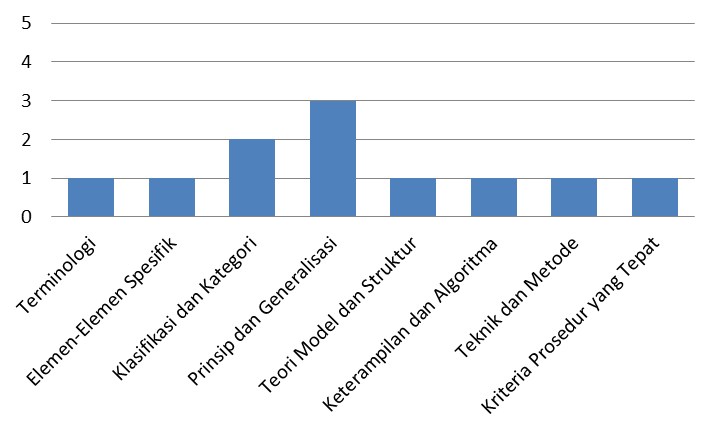 5
4
3
2
1
0
Terminologi
Elemen-Elemen Spesifik
Klasifikasi dan Kategori
Prinsip dan Generalisasi
Teori Model dan Struktur
Keterampilan dan Algoritma
Teknik dan Metode
Kriteria Prosedur yang Tepat